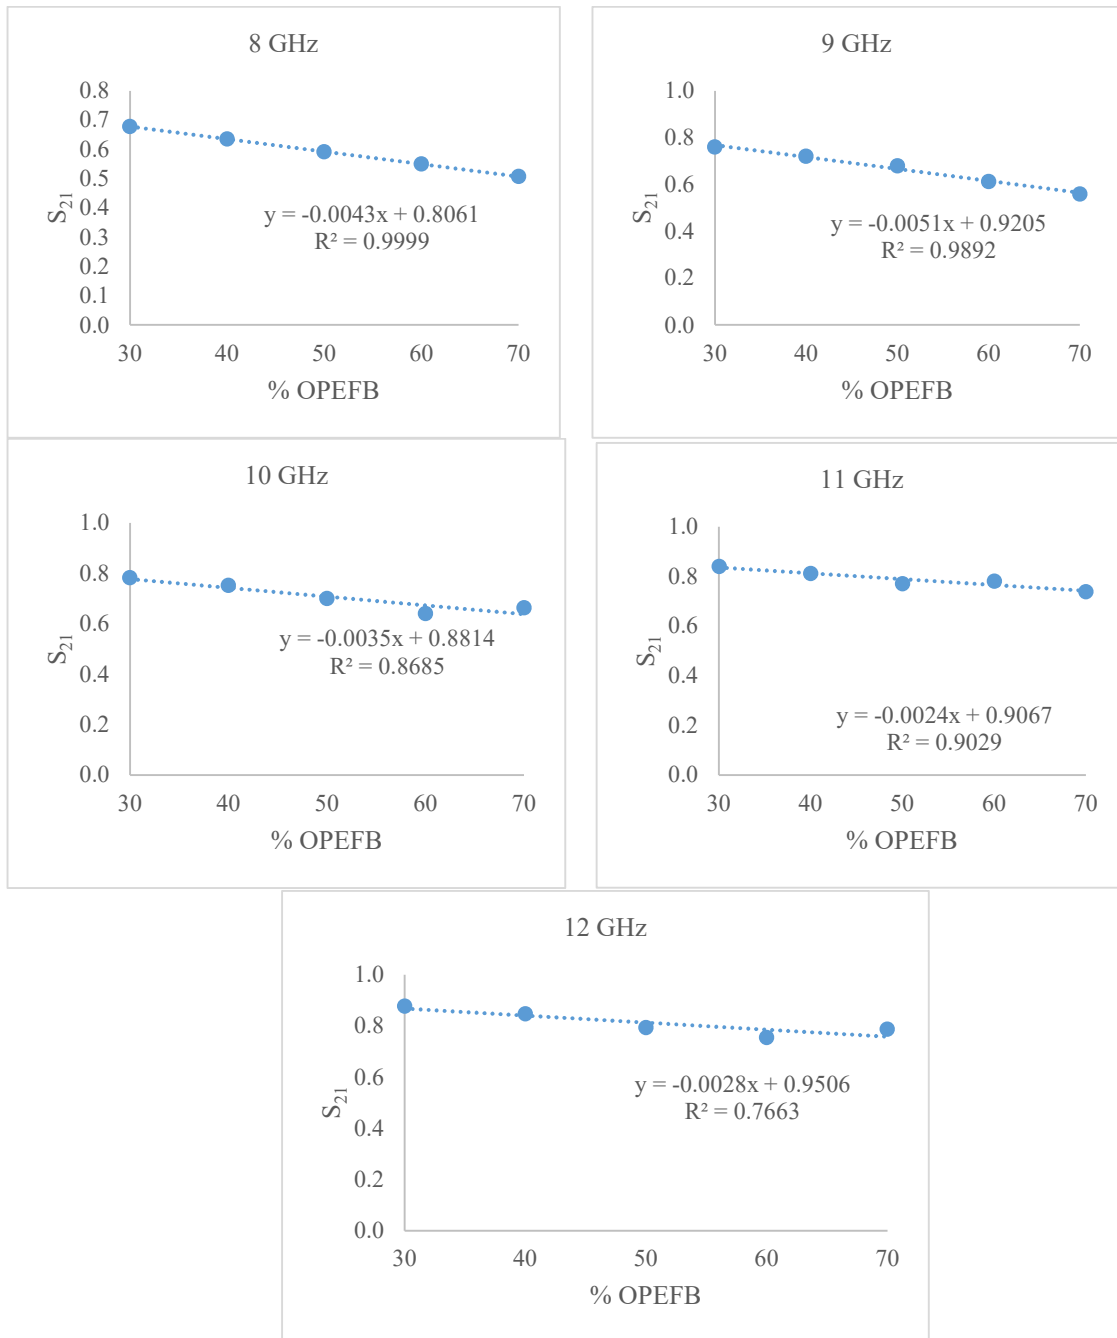 8 GHz
0.8
0.7
0.6
0.5
0.4
0.3
0.2
0.1
0.0
S₂₁
y = -0.0043x + 0.8061
R² = 0.9999
30 40 50 60 70
% OPEFB
9 GHz
1.0
0.8
0.6
0.4
0.2
0.0
S₂₁
y = -0.0051x + 0.9205
R² = 0.9892
30 40 50 60 70
% OPEFB
10 GHz
1.0
0.8
0.6
0.4
0.2
0.0
S₂₁
y = -0.0035x + 0.8814
R² = 0.8685
30 40 50 60 70
% OPEFB
11 GHz
1.0
0.8
0.6
0.4
0.2
0.0
S₂₁
y = -0.0024x + 0.9067
R² = 0.9029
30 40 50 60 70
% OPEFB
12 GHz
1.0
0.8
0.6
0.4
0.2
0.0
S₂₁
y = -0.0028x + 0.9506
R² = 0.7663
30 40 50 60 70
% OPEFB